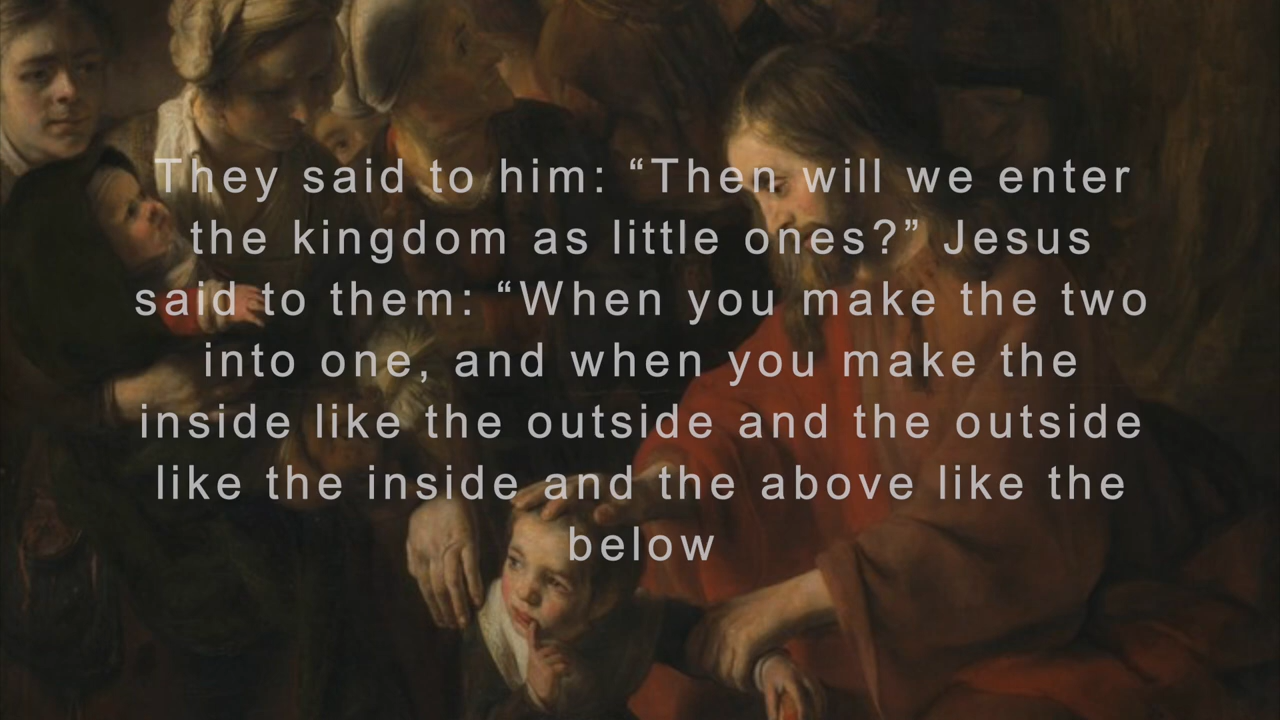 They said to him: “Then will we enter
the kingdom as little ones?” Jesus
said to them: “When you make the two
into one, and when you make the
inside like the outside and the outside
like the inside and the above like the
below